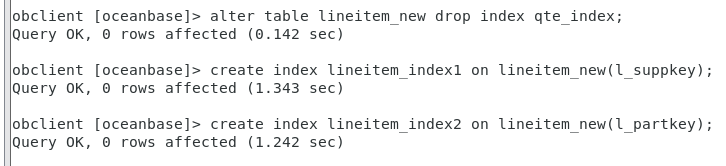 obclient [oceanbase]> alter table lineitem_new drop index qte_index;
Query OK, 0 rows affected (0.142 sec)
obclient [oceanbase]> create index lineitem_index1 on lineitem_new(l_suppkey);
Query OK, 0 rows affected (1.343 sec)
obclient [oceanbase]> create index lineitem_index2 on lineitem_new(l_partkey);
Query OK, 0 rows affected (1.242 sec)